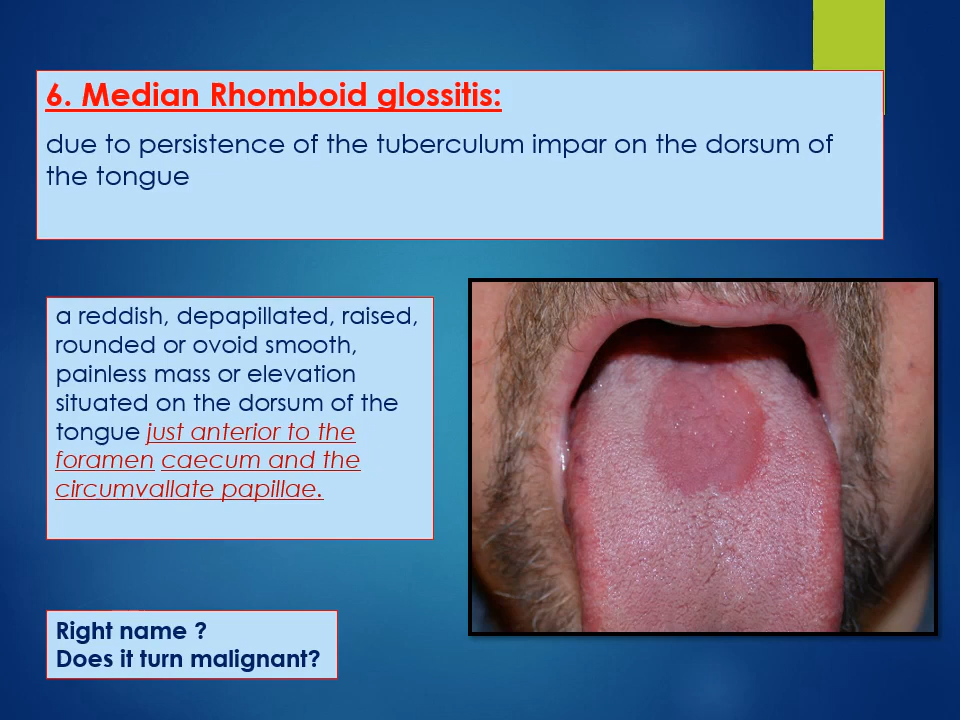 6. Median Rhomboid glossitis:
due to persistence of the tuberculum impar on the dorsum of
the tongue
a reddish, depapillated, raised,
rounded or ovoid smooth,
painless mass or elevation
situated on the dorsum of the
tongue just anterior to the
foramen caecum and the
circumvallate papillae.
Right name ?
Does it turn malignant?